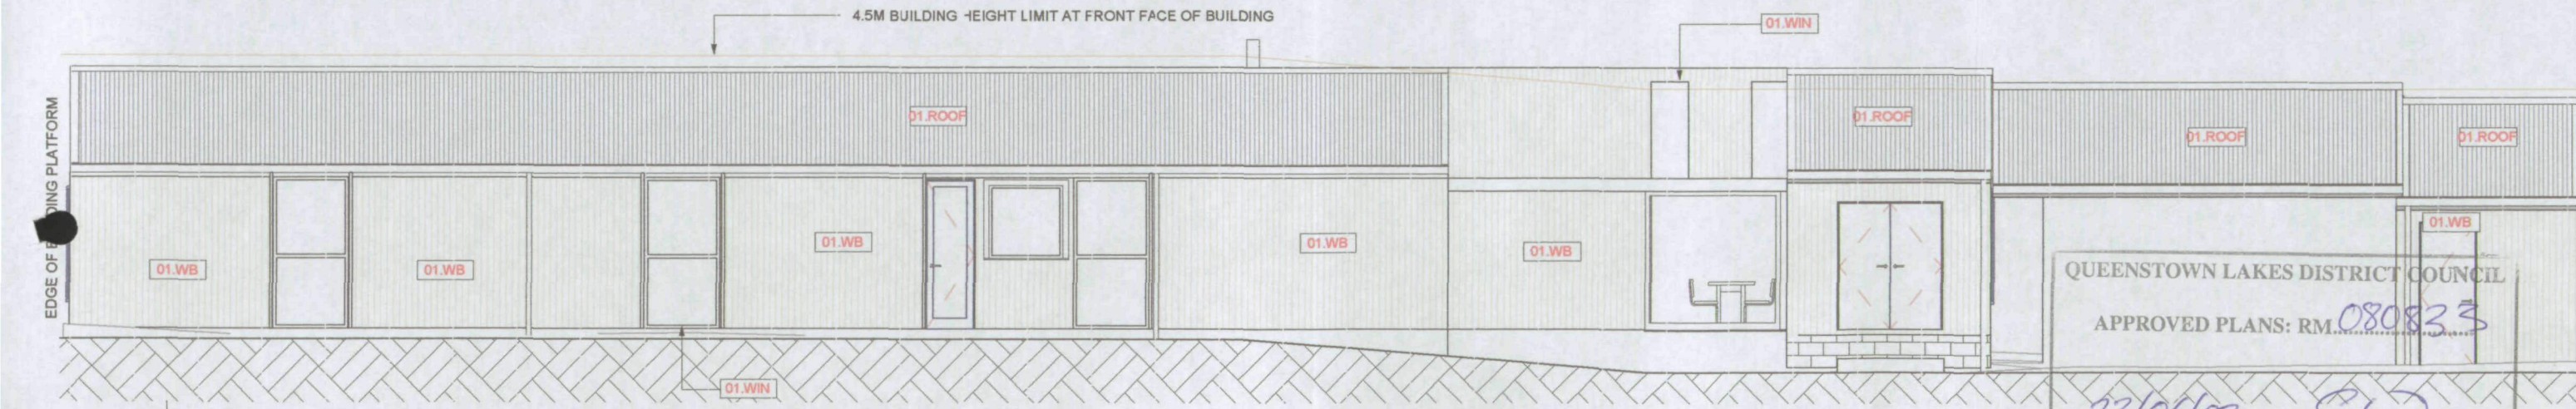 4.5M BUILDING HEIGHT LIMIT AT FRONT FACE OF BUILDING
01.WIN
EDGE OF BUILDING PLATFORM
01.ROOF
01.ROOF
01.ROOF
01.ROOF
01.WB
01.WB
01.WB
01.WB
01.WB
01.WB
01.WIN
QUEENSTOWN LAKES DISTRICT COUNCIL
APPROVED PLANS: RM 080833